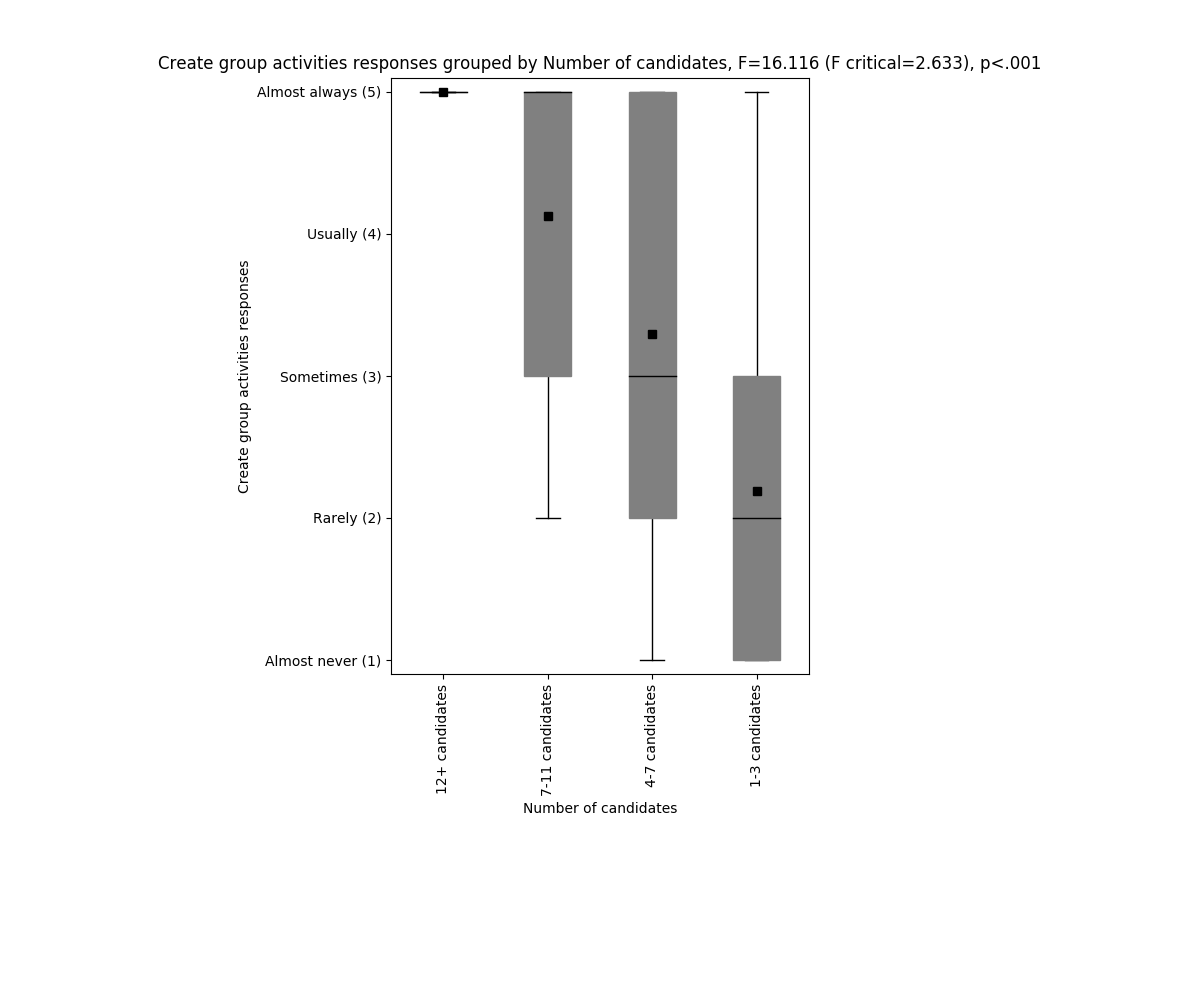 Create group activities responses grouped by Number of candidates, F=16.116 (F critical=2.633), p<.001
Almost always (5)
Usually (4)
Sometimes (3)
Rarely (2)
Almost never (1)
Create group activities responses
12+ candidates
7-11 candidates
4-7 candidates
1-3 candidates
Number of candidates